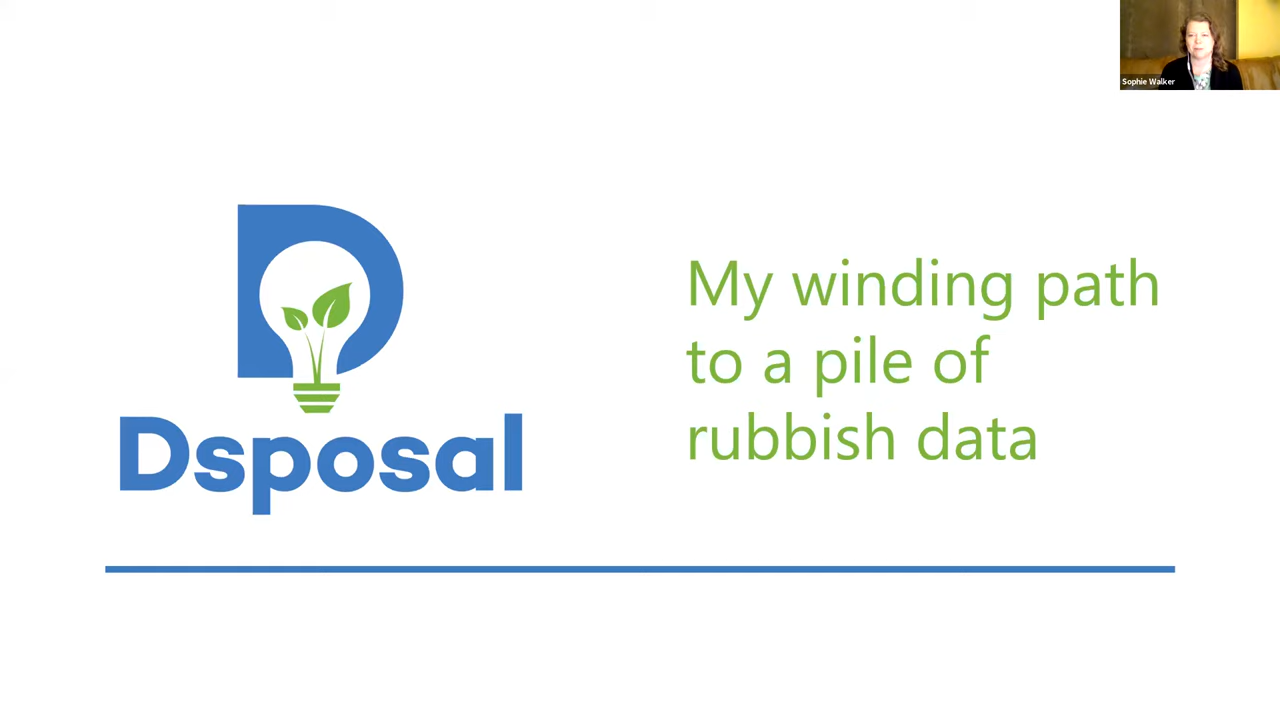 Sophie Walker
My winding path
to a pile of
rubbish data
Dsposal